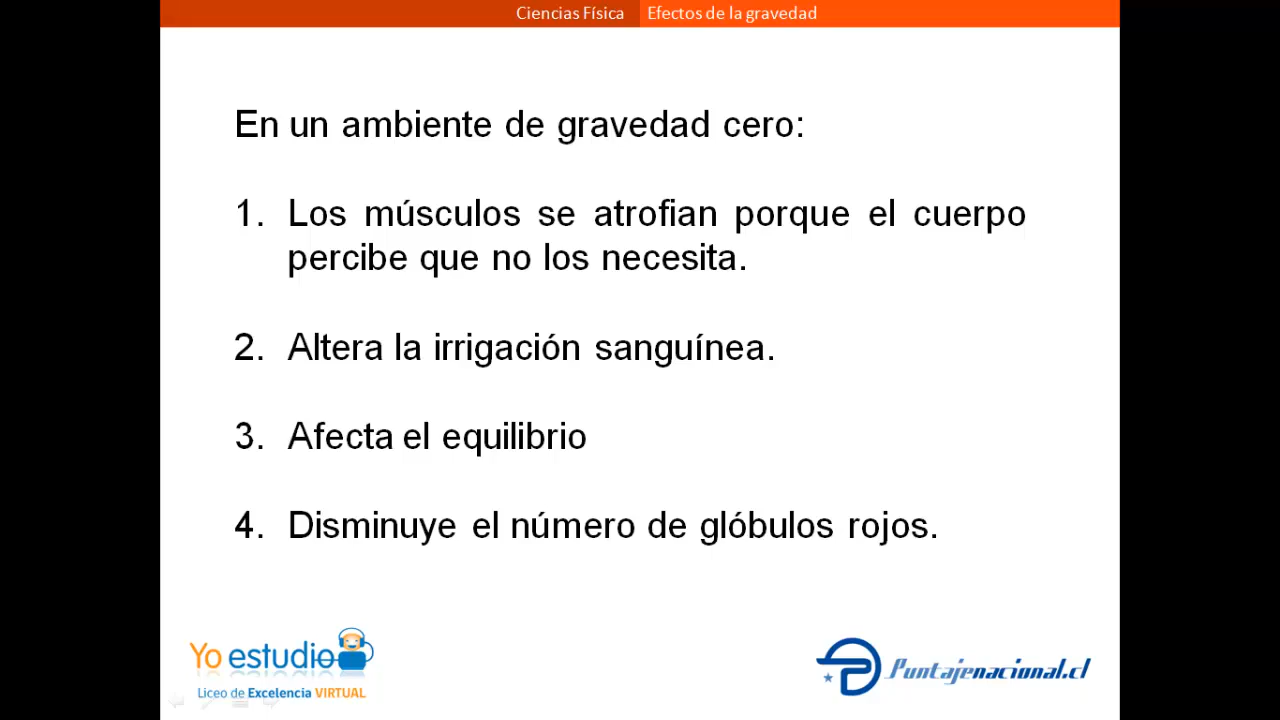 Ciencias Física Efectos de la gravedad
En un ambiente de gravedad cero:
1. Los músculos se atrofian porque el cuerpo
percibe que no los necesita.
2. Altera la irrigación sanguínea.
3. Afecta el equilibrio
4. Disminuye el número de glóbulos rojos.
Yo estudio
Liceo de Excelencia VIRTUAL
Puntajenacional.cl